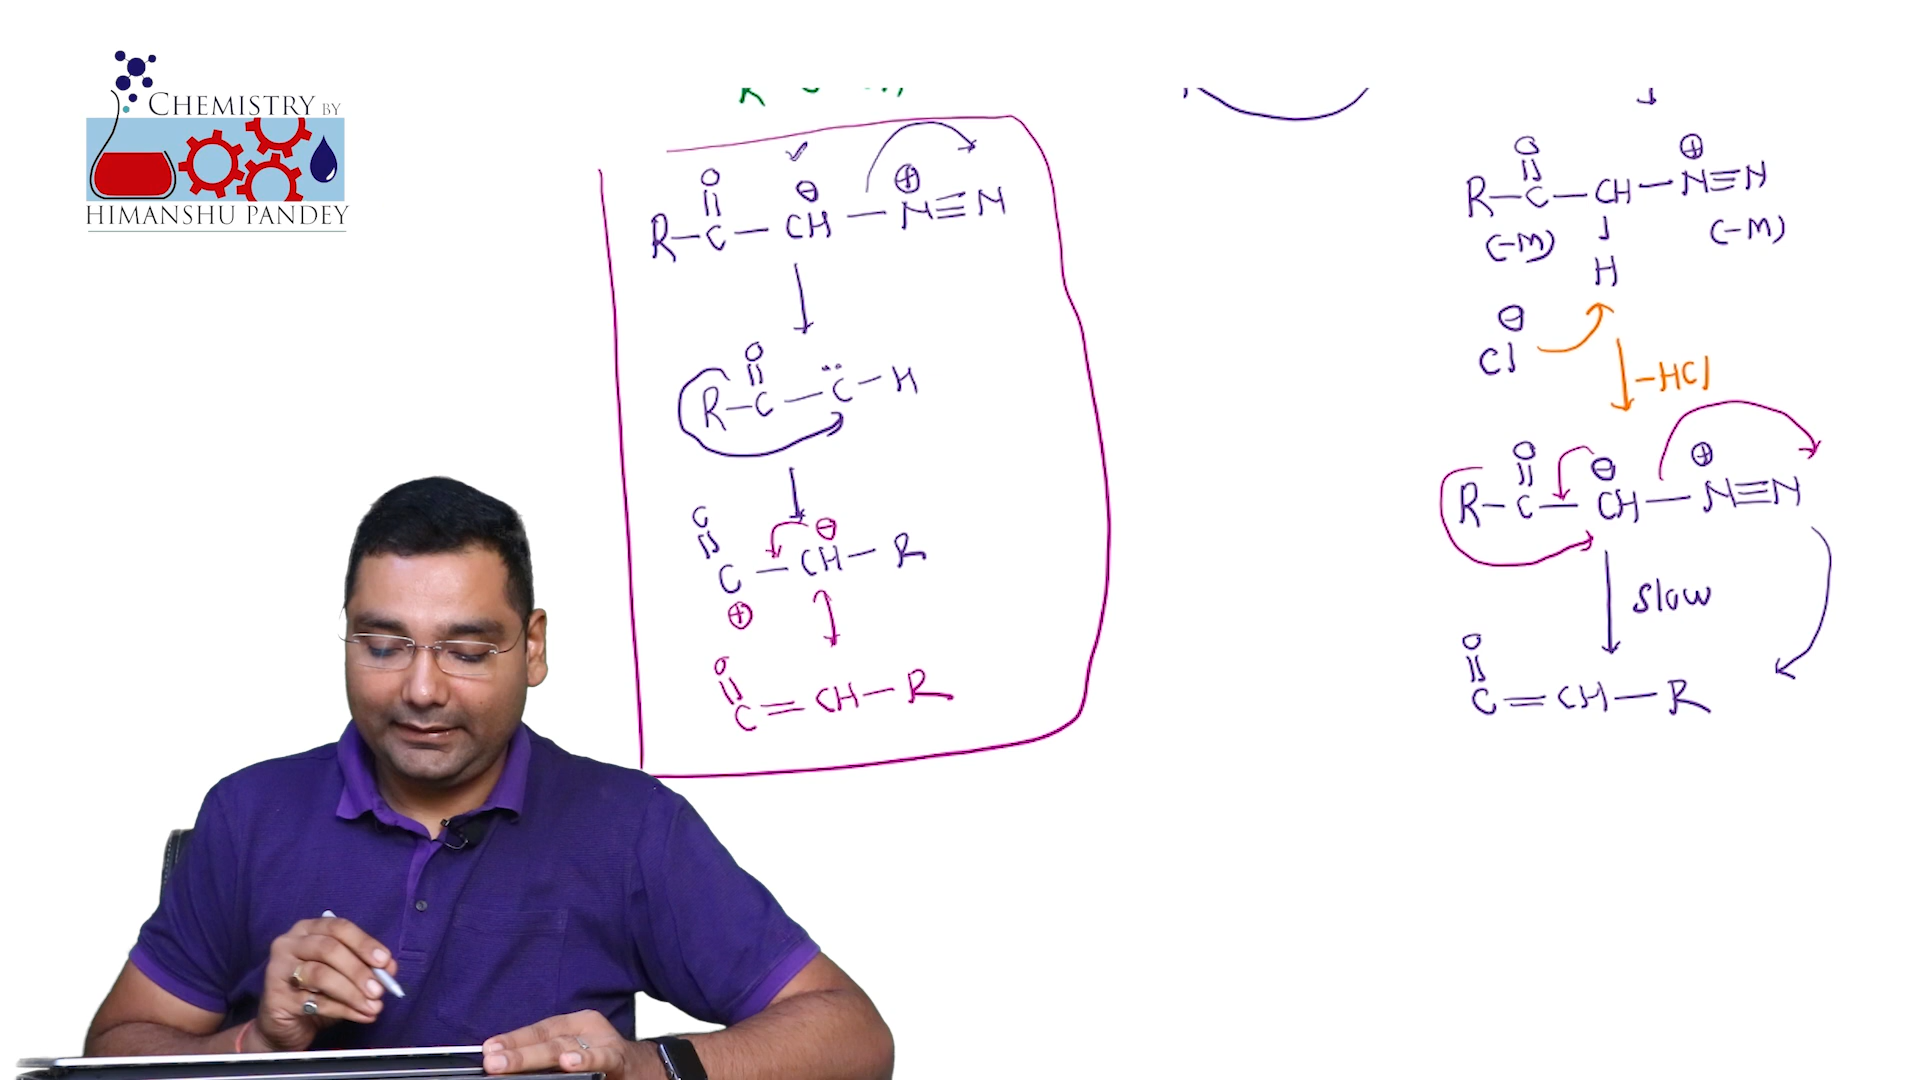 CHEMISTRY BY
HIMANSHU PANDEY
O
||
R–C–CH–N≡N
⊖ ⊕
✓
O
||
R–C–C̈–H
||
C–CH–R
⊕ ⊖
O
||
C=CH–R
O
||
R–C–CH–N≡N
⊕
(-M) (-M)
H
⊖
Cl
-HCl
O
||
R–C–CH–N≡N
⊖ ⊕
Slow
O
||
C=CH–R